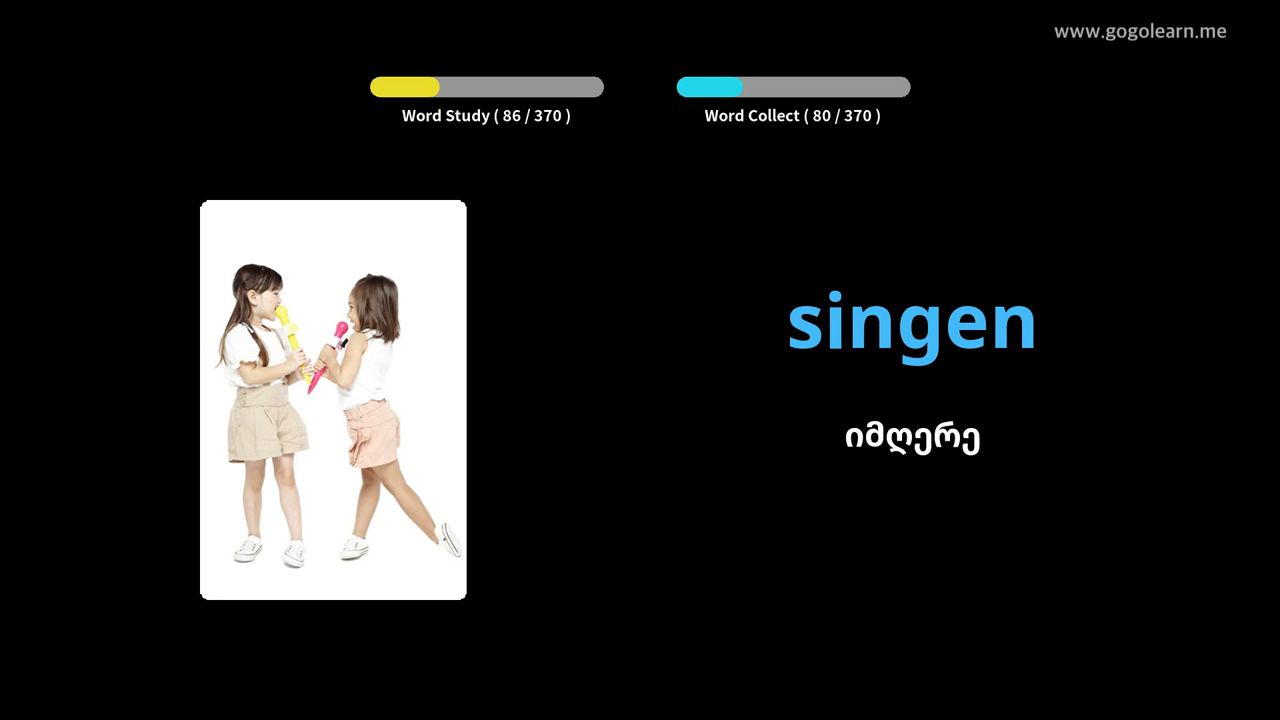 www.gogolearn.me
Word Study ( 86 / 370 )
Word Collect ( 80 / 370 )
singen
იმღერე